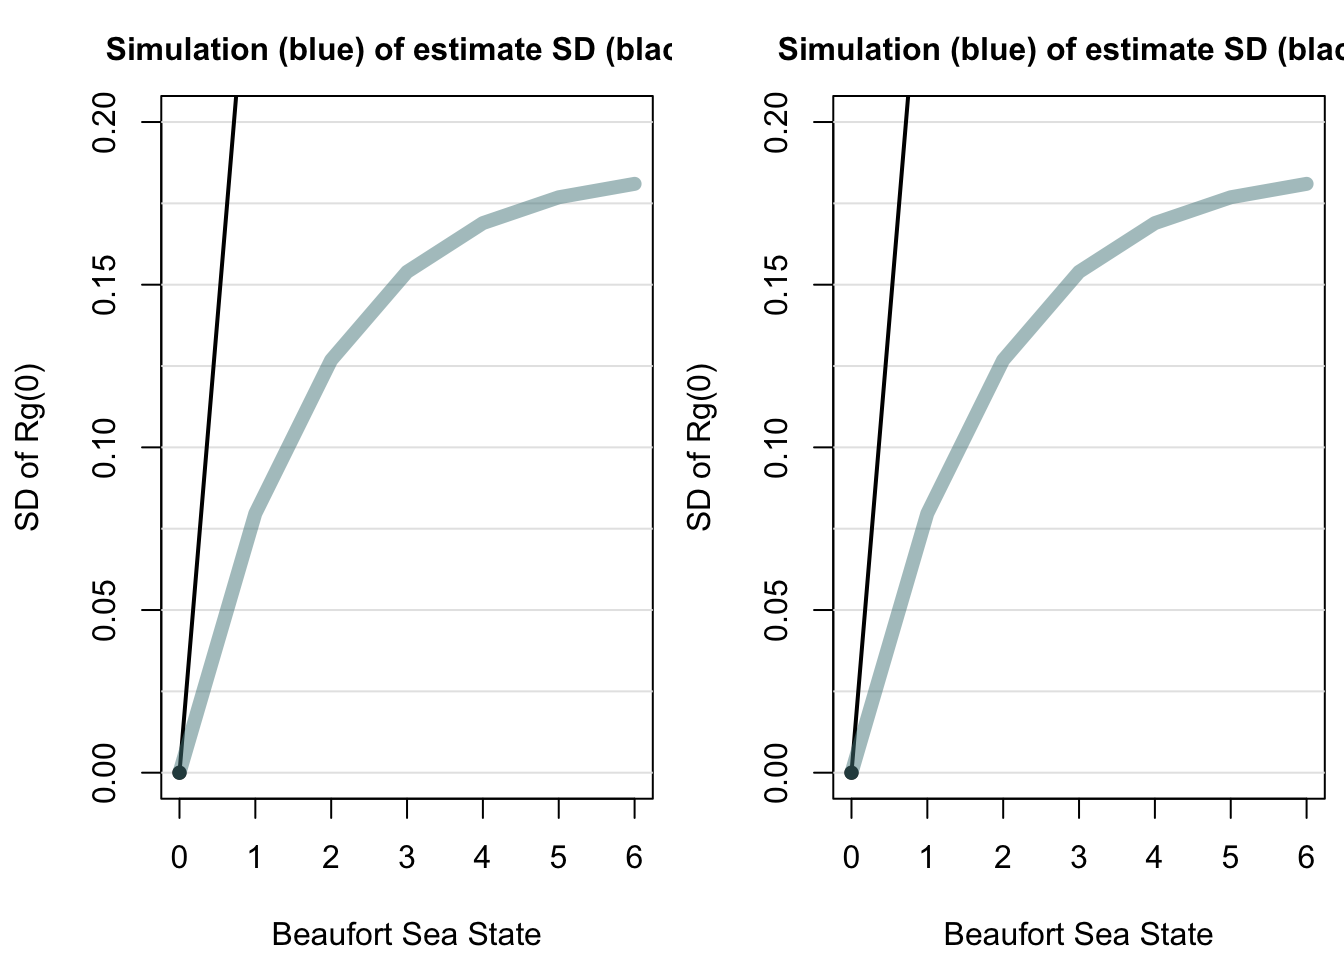 Simulation (blue) of estimate SD (blac
SD of Rg(0)
0.20
0.15
0.10
0.05
0.00
0 1 2 3 4 5 6
Beaufort Sea State
Simulation (blue) of estimate SD (blac
SD of Rg(0)
0.20
0.15
0.10
0.05
0.00
0 1 2 3 4 5 6
Beaufort Sea State